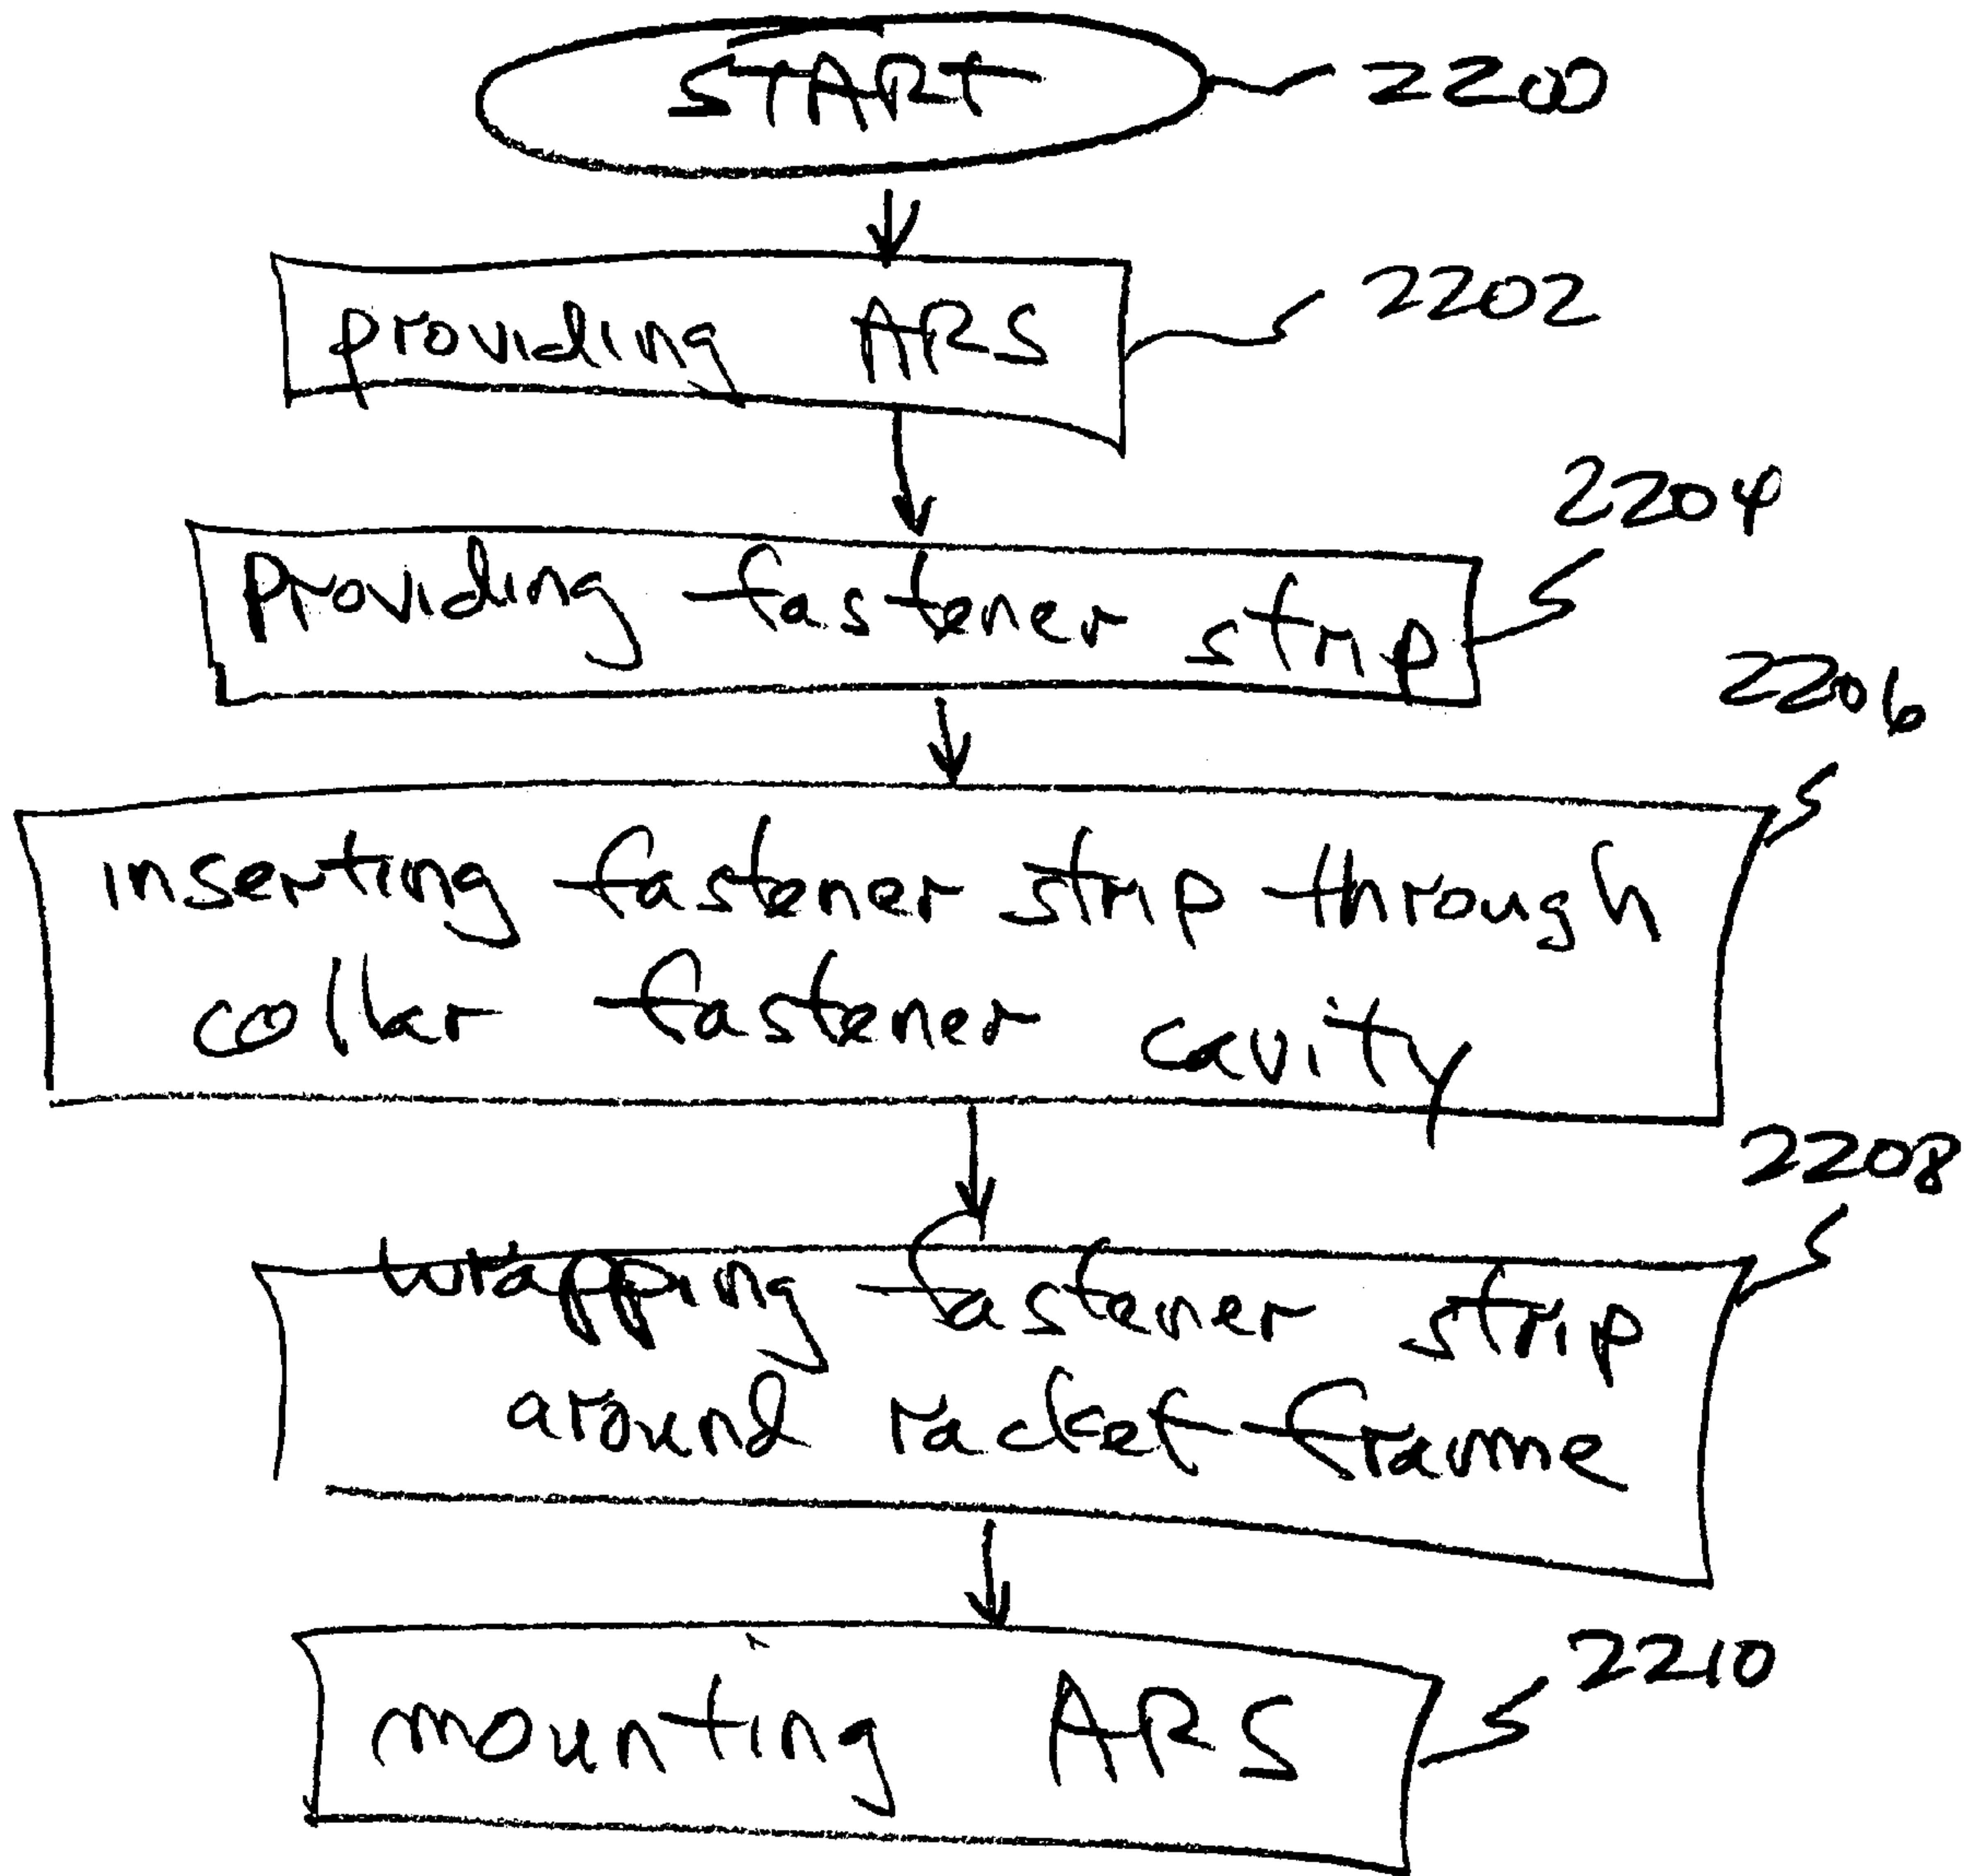 START 2200
providing ARS 2202
2204
Providing fastener strip
2206
inserting fastener strip through
collar fastener cavity
2208
wrapping fastener strip
around racket frame
2210
mounting ARS